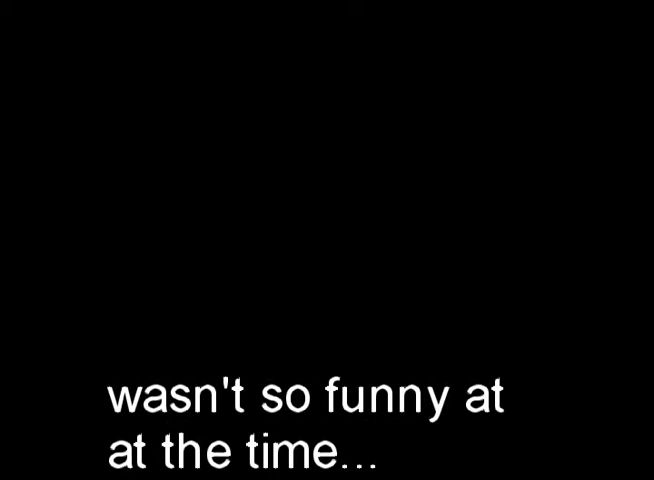 wasn't so funny at
at the time...